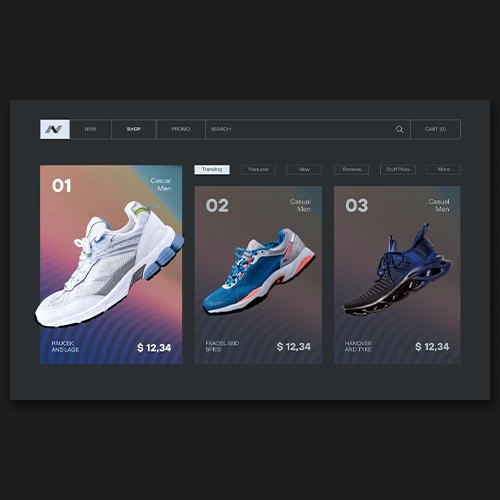 NEW
SHOP
PROMO
SEARCH
CART (0)
Trending
Featured
New
Reviews
Stuff Picks
More
01
Casual
Men
PAUCEK
AND LAGE
$ 12,34
02
Casual
Men
FRADEL AND
SPIES
$ 12,34
03
Casual
Men
HANOVER
AND TYKE
$ 12,34